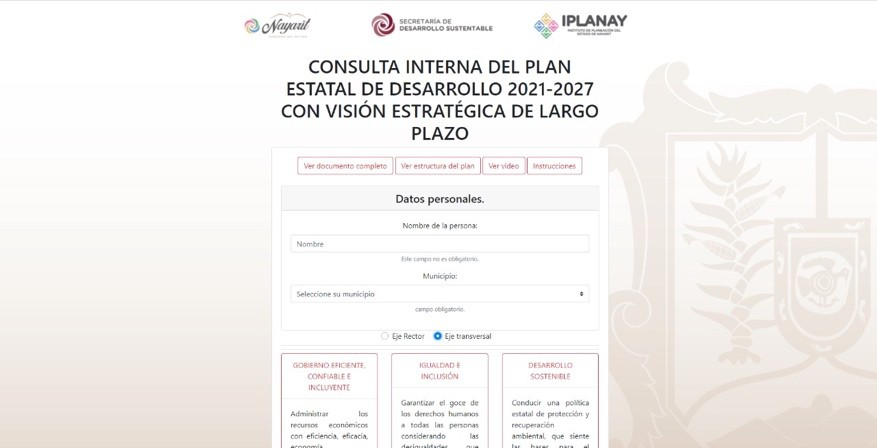 Nayarit
SECRETARÍA DE
DESARROLLO SUSTENTABLE
IPLANAY
INSTITUTO DE PLANEACIÓN DEL
ESTADO DE NAYARIT
CONSULTA INTERNA DEL PLAN
ESTATAL DE DESARROLLO 2021-2027
CON VISIÓN ESTRATÉGICA DE LARGO
PLAZO
Ver documento completo Ver estructura del plan Ver vídeo Instrucciones
Datos personales.
Nombre de la persona:
Nombre
Este campo no es obligatorio.
Municipio:
Seleccione su municipio
campo obligatorio.
Eje Rector Eje transversal
GOBIERNO EFICIENTE,
CONFIABLE E
INCLUYENTE
Administrar los
recursos económicos
con eficiencia, eficacia,
economía
IGUALDAD E
INCLUSIÓN
Garantizar el goce de
los derechos humanos
a todas las personas
considerando las
desigualdades que
DESARROLLO
SOSTENIBLE
Conducir una política
estatal de protección y
recuperación
ambiental, que siente
las bases para el